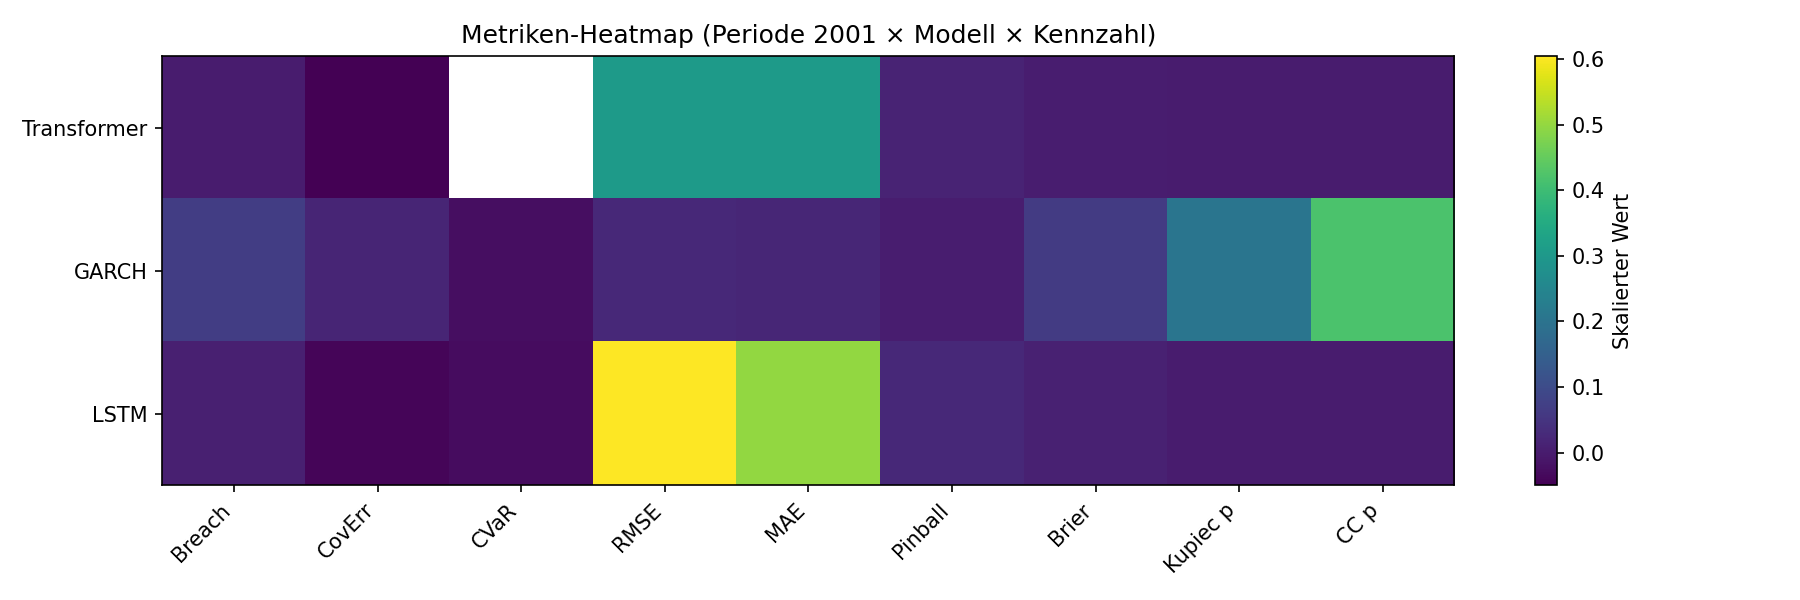 Metriken-Heatmap (Periode 2001 × Modell × Kennzahl)
Transformer
GARCH
LSTM
Breach
CovErr
CVaR
RMSE
MAE
Pinball
Brier
Kupiec p
CC p
0.6
0.5
0.4
0.3
0.2
0.1
0.0
Skalierter Wert